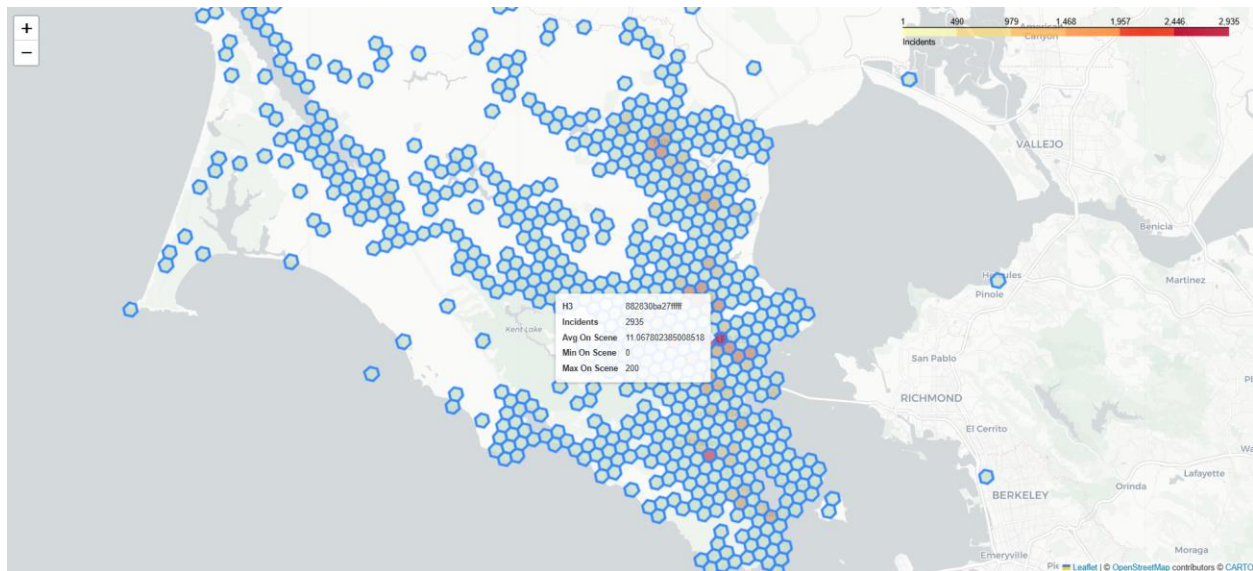 +
−
1 490 979 1,468 1,957 2,446 2,935
Incidents
American
Canyon
VALLEJO
Benicia
Martinez
Hercules
Pinole
H3 882830ba27fffff
Incidents 2935
Avg On Scene 11.067802385008518
Min On Scene 0
Max On Scene 200
Kent Lake
San Pablo
RICHMOND
El Cerrito
Lafayette
Orinda
BERKELEY
Emeryville
Moraga
Leaflet | © OpenStreetMap contributors © CARTO